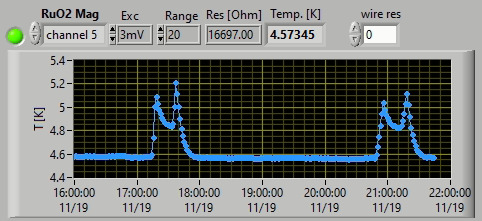 RuO2 Mag Exc Range Res [Ohm] Temp. [K] wire res
channel 5 3mV 20 16697.00 4.57345 0
5.4
5.2
5
4.8
4.6
4.4
T [K]
16:00:00 17:00:00 18:00:00 19:00:00 20:00:00 21:00:00 22:00:00
11/19 11/19 11/19 11/19 11/19 11/19 11/19